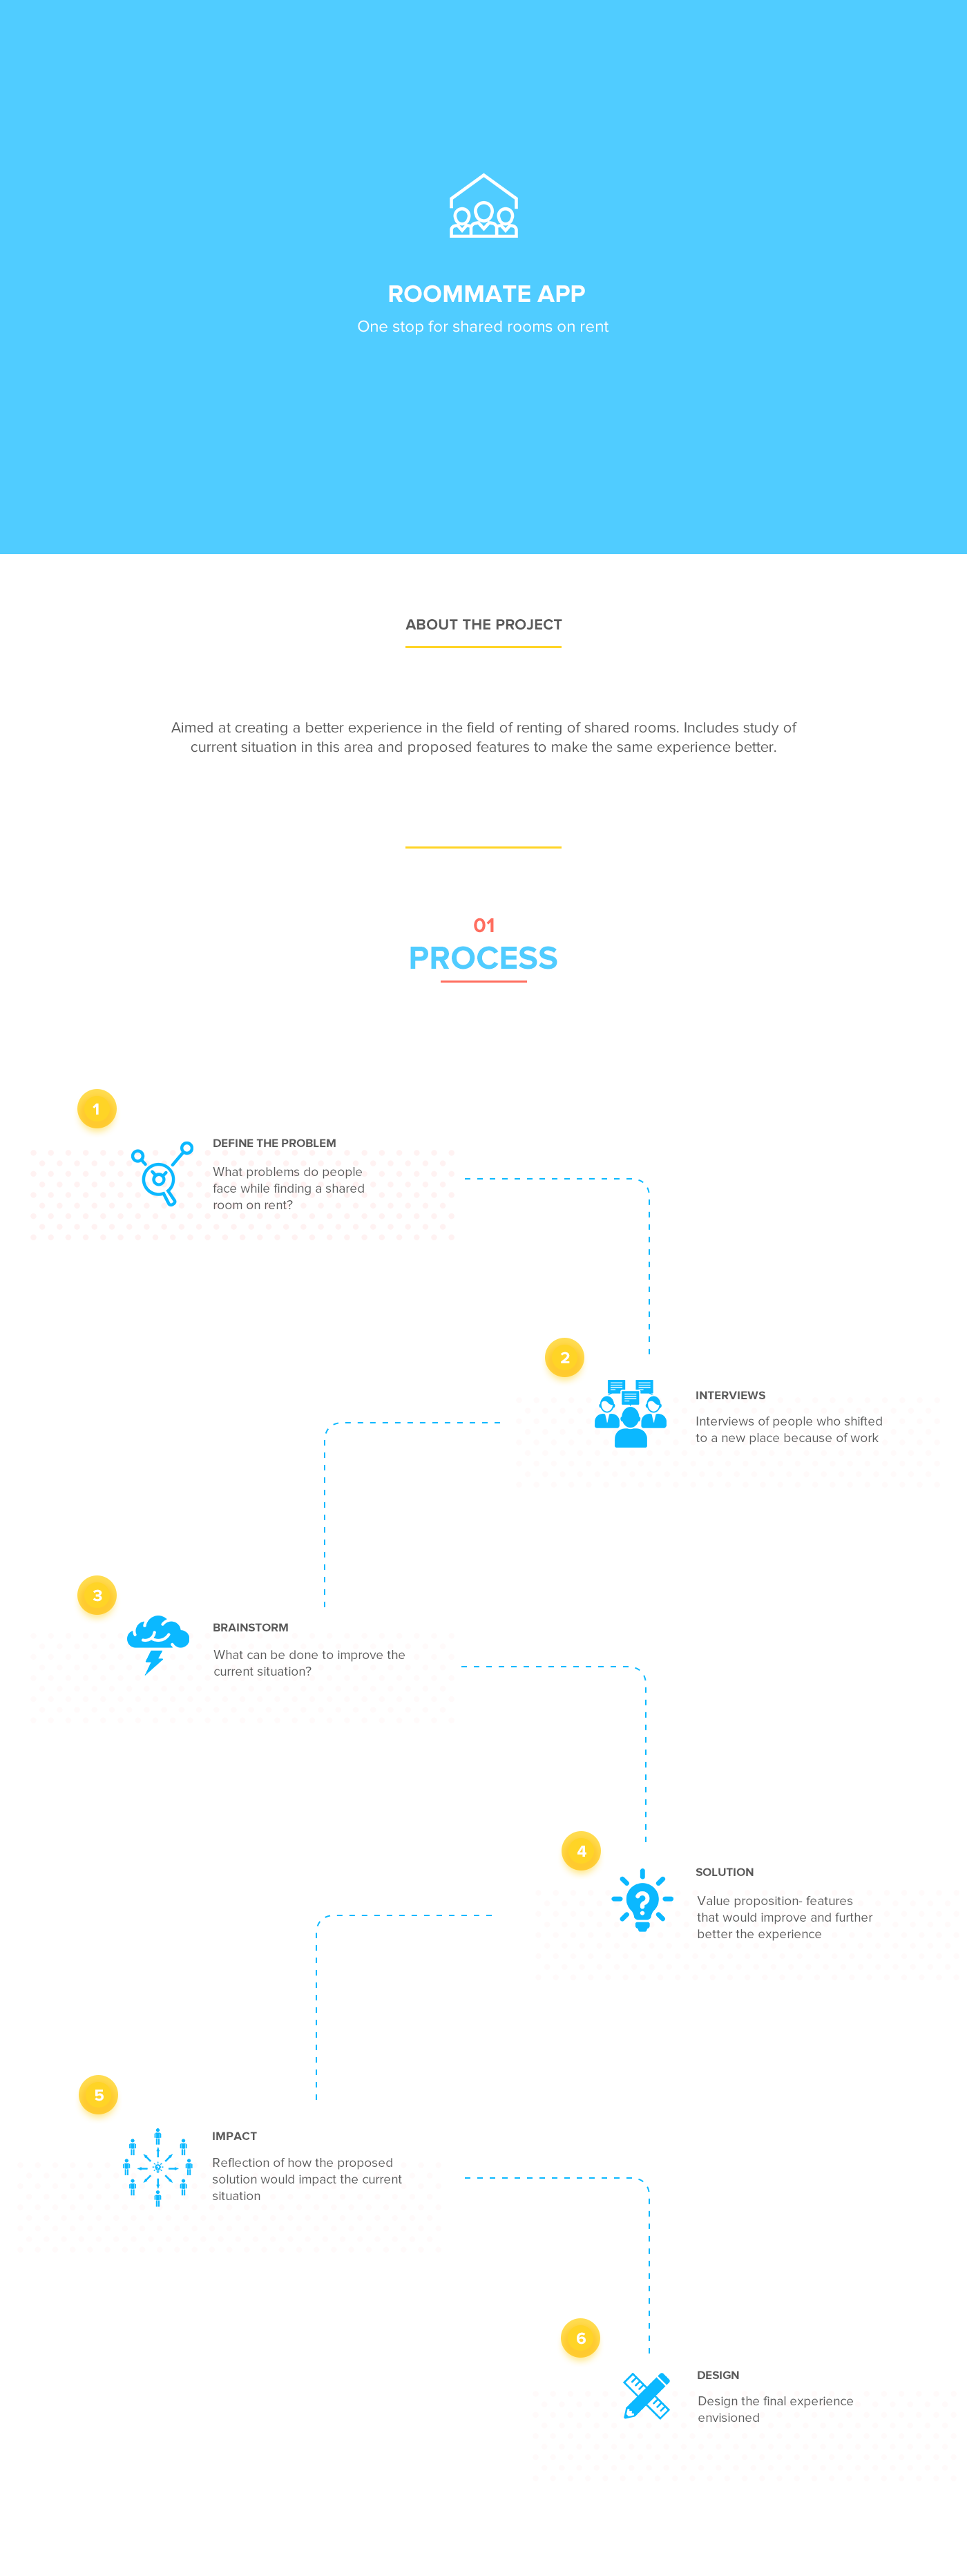 ROOMMATE APP
One stop for shared rooms on rent
ABOUT THE PROJECT
Aimed at creating a better experience in the field of renting of shared rooms. Includes study of
current situation in this area and proposed features to make the same experience better.
01
PROCESS
1
DEFINE THE PROBLEM
What problems do people
face while finding a shared
room on rent?
2
INTERVIEWS
Interviews of people who shifted
to a new place because of work
3
BRAINSTORM
What can be done to improve the
current situation?
4
SOLUTION
Value proposition- features
that would improve and further
better the experience
5
IMPACT
Reflection of how the proposed
solution would impact the current
situation
6
DESIGN
Design the final experience
envisioned